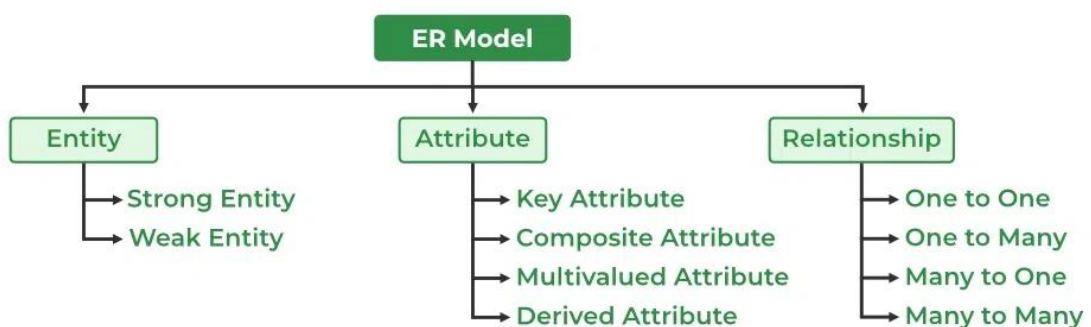 ER Model
Entity
Strong Entity
Weak Entity
Attribute
Key Attribute
Composite Attribute
Multivalued Attribute
Derived Attribute
Relationship
One to One
One to Many
Many to One
Many to Many